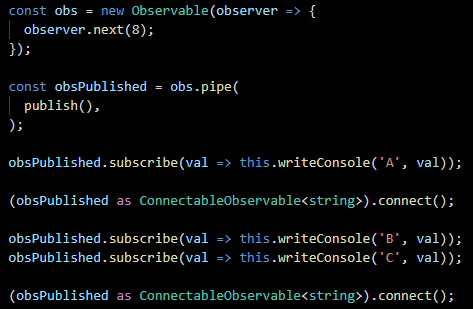 const obs = new Observable(observer => {
  observer.next(8);
});

const obsPublished = obs.pipe(
  publish(),
);

obsPublished.subscribe(val => this.writeConsole('A', val));

(obsPublished as ConnectableObservable<string>).connect();

obsPublished.subscribe(val => this.writeConsole('B', val));
obsPublished.subscribe(val => this.writeConsole('C', val));

(obsPublished as ConnectableObservable<string>).connect();